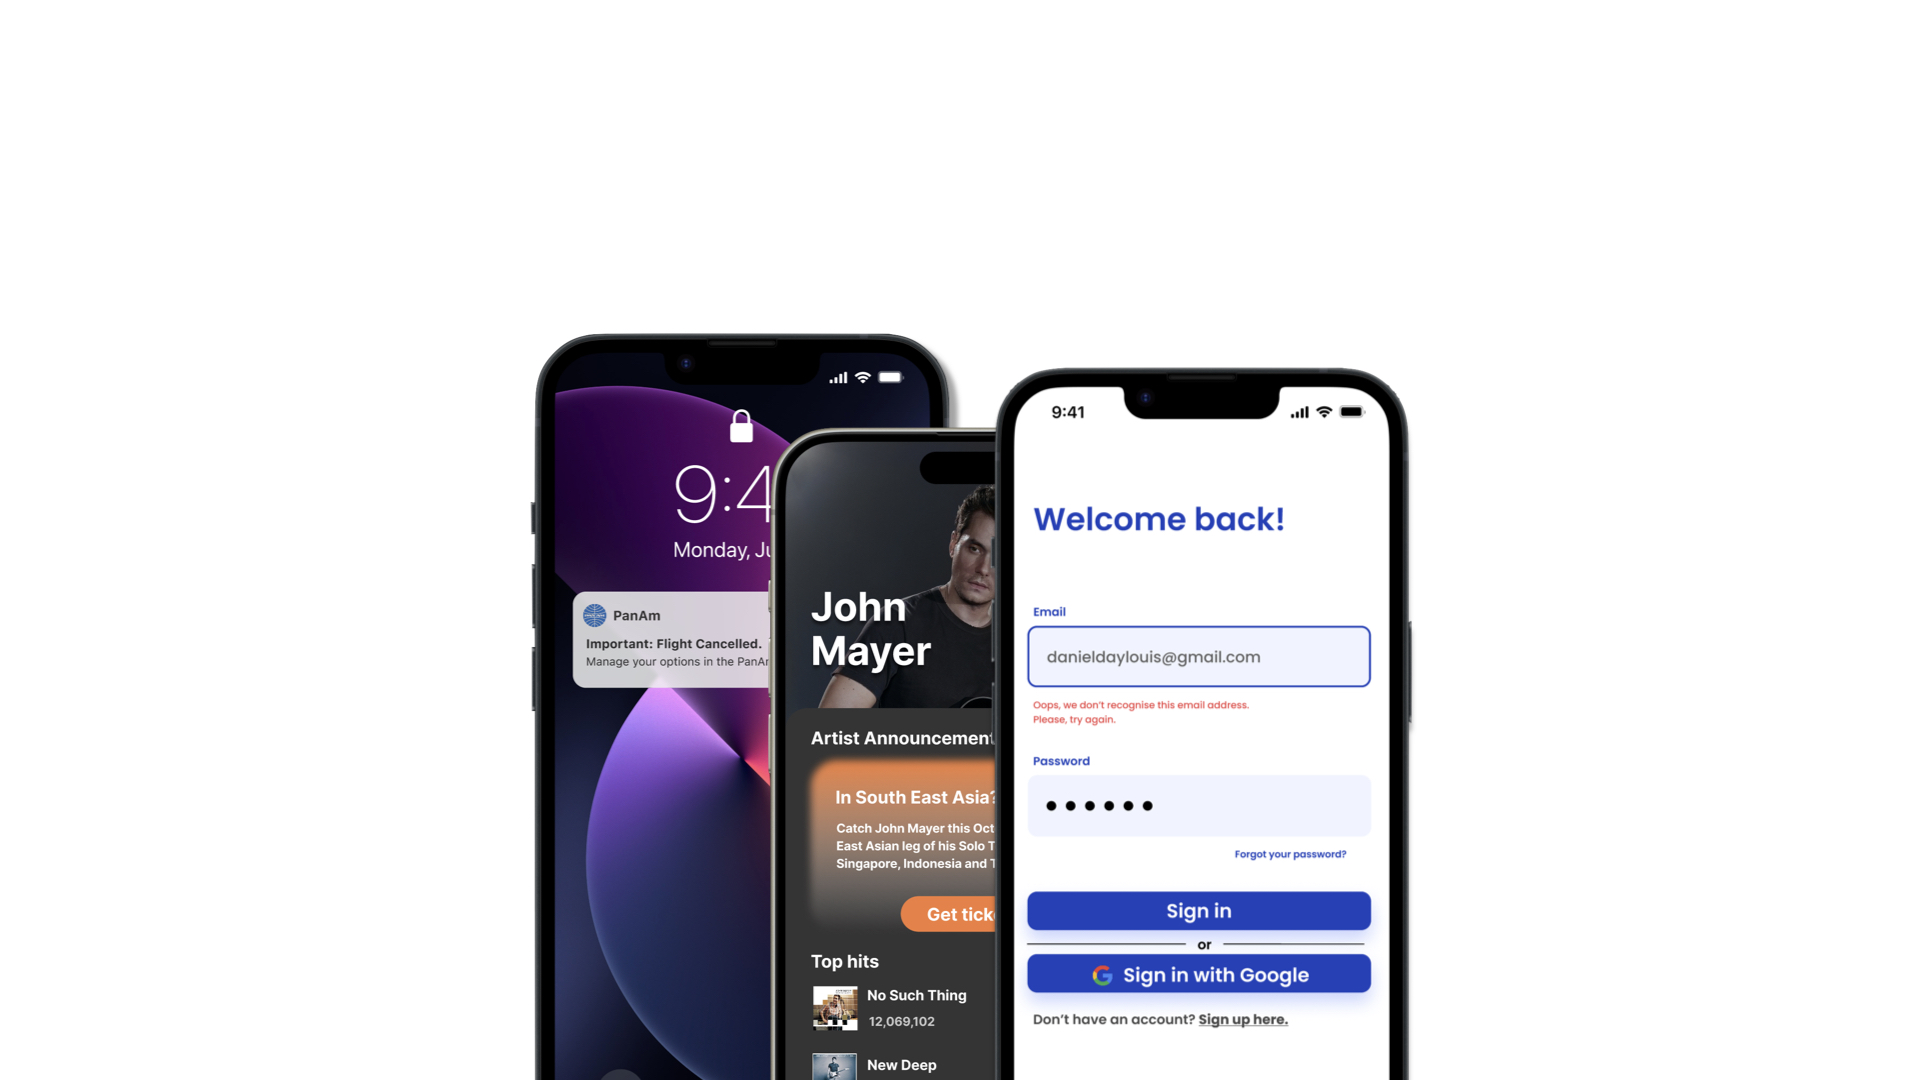 9:4
Monday, Ju
PanAm
Important: Flight Cancelled.
Manage your options in the PanAm
John
Mayer
Artist Announcement
In South East Asia?
Catch John Mayer this Oct
East Asian leg of his Solo T
Singapore, Indonesia and T
Get ticke
Top hits
No Such Thing
12,069,102
New Deep
9:41
Welcome back!
Email
danieldaylouis@gmail.com
Oops, we don't recognise this email address.
Please, try again.
Password
Forgot your password?
Sign in
or
Sign in with Google
Don't have an account? Sign up here.